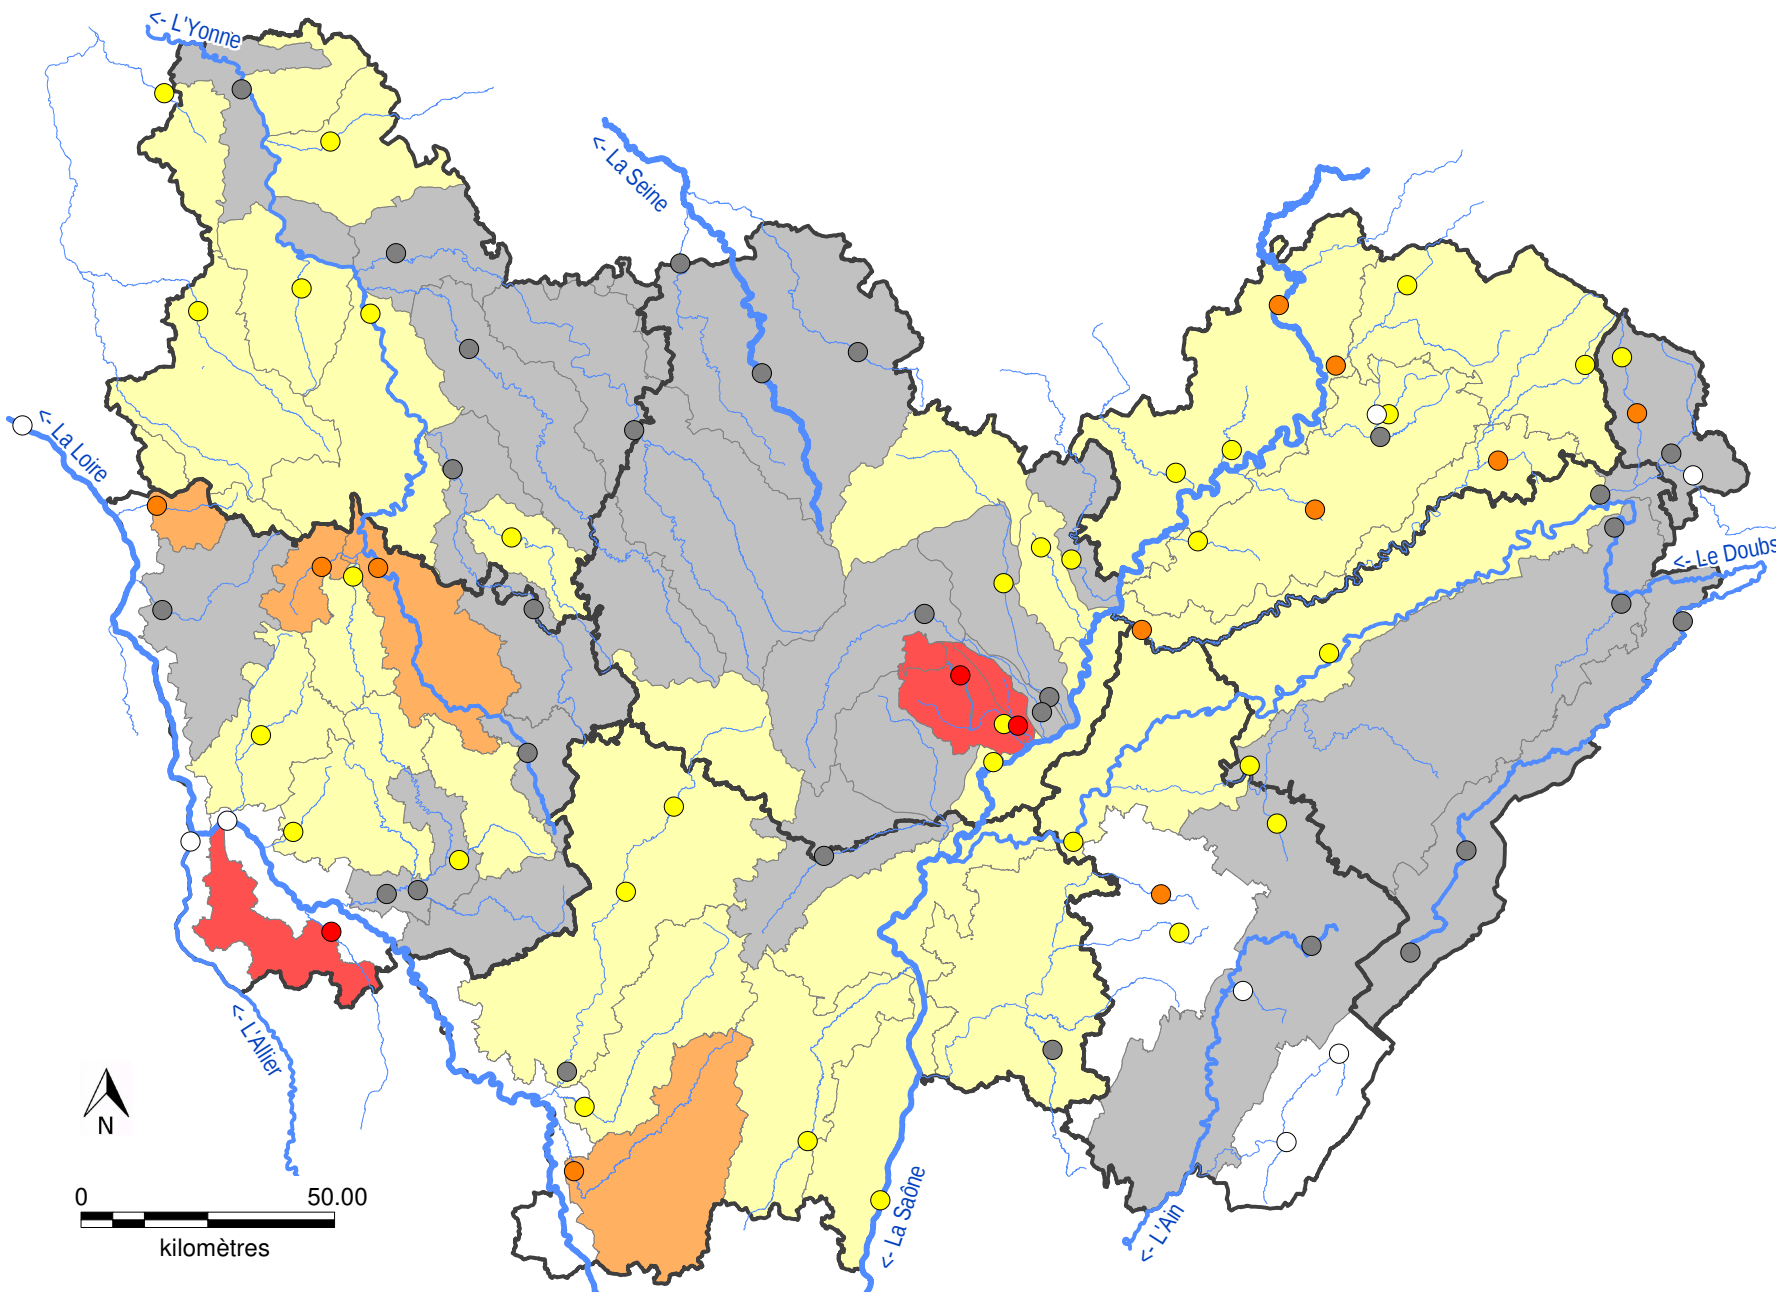 <- L'Yonne
<- La Seine
<- La Loire
<- Le Doubs
<- L'Allier
N
<- La Saône
<- L'Ain
0 50.00
kilomètres